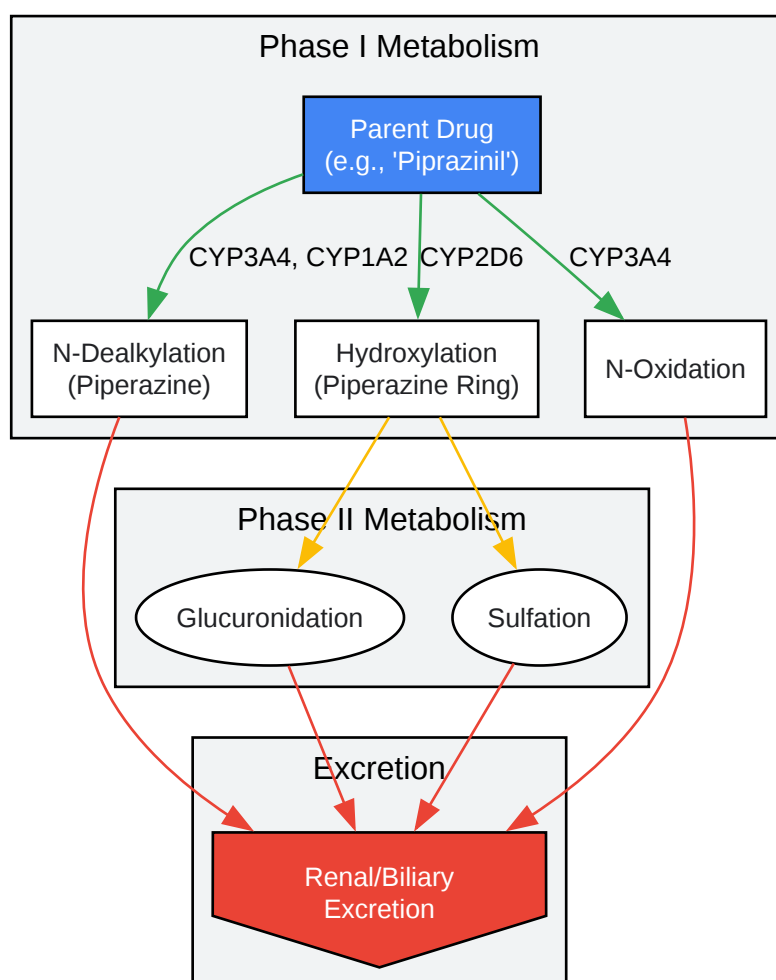 Phase I Metabolism
Parent Drug
(e.g., 'Piprazinil')
CYP3A4, CYP1A2
CYP2D6
CYP3A4
N-Dealkylation
(Piperazine)
Hydroxylation
(Piperazine Ring)
N-Oxidation
Phase II Metabolism
Glucuronidation
Sulfation
Excretion
Renal/Biliary
Excretion